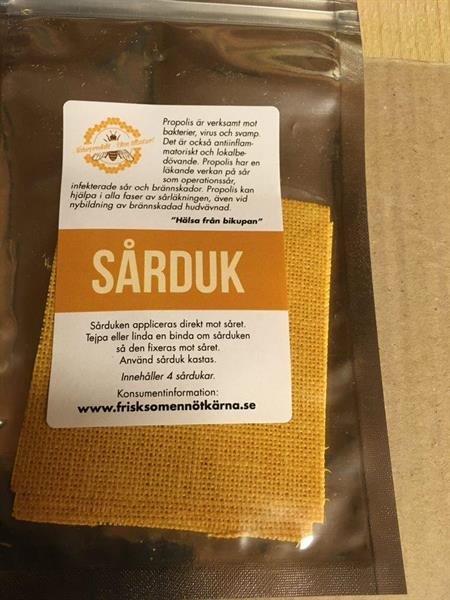 Propolis är verksamt mot
bakterier, virus och svamp.
Det är också antiinflam-
matoriskt och lokalbe-
dövande. Propolis har en
läkande verkan på sår
som operationssår,
infekterade sår och brännskador. Propolis kan
hjälpa i alla faser av sårläkningen, även vid
nybildning av brännskadad hudvävnad.
"Hälsa från bikupan"
SÅRDUK
Sårduken appliceras direkt mot såret.
Tejpa eller linda en binda om sårduken
så den fixeras mot såret.
Använd sårduk kastas.
Innehåller 4 sårdukar.
Konsumentinformation:
www.frisksomennötkärna.se